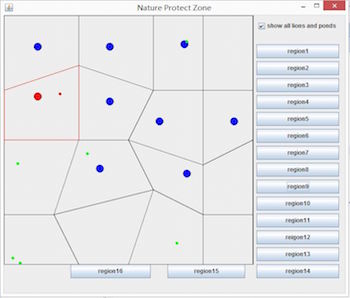 Nature Protect Zone
show all lions and ponds
region1
region2
region3
region4
region5
region6
region7
region8
region9
region10
region11
region12
region13
region16 region15 region14